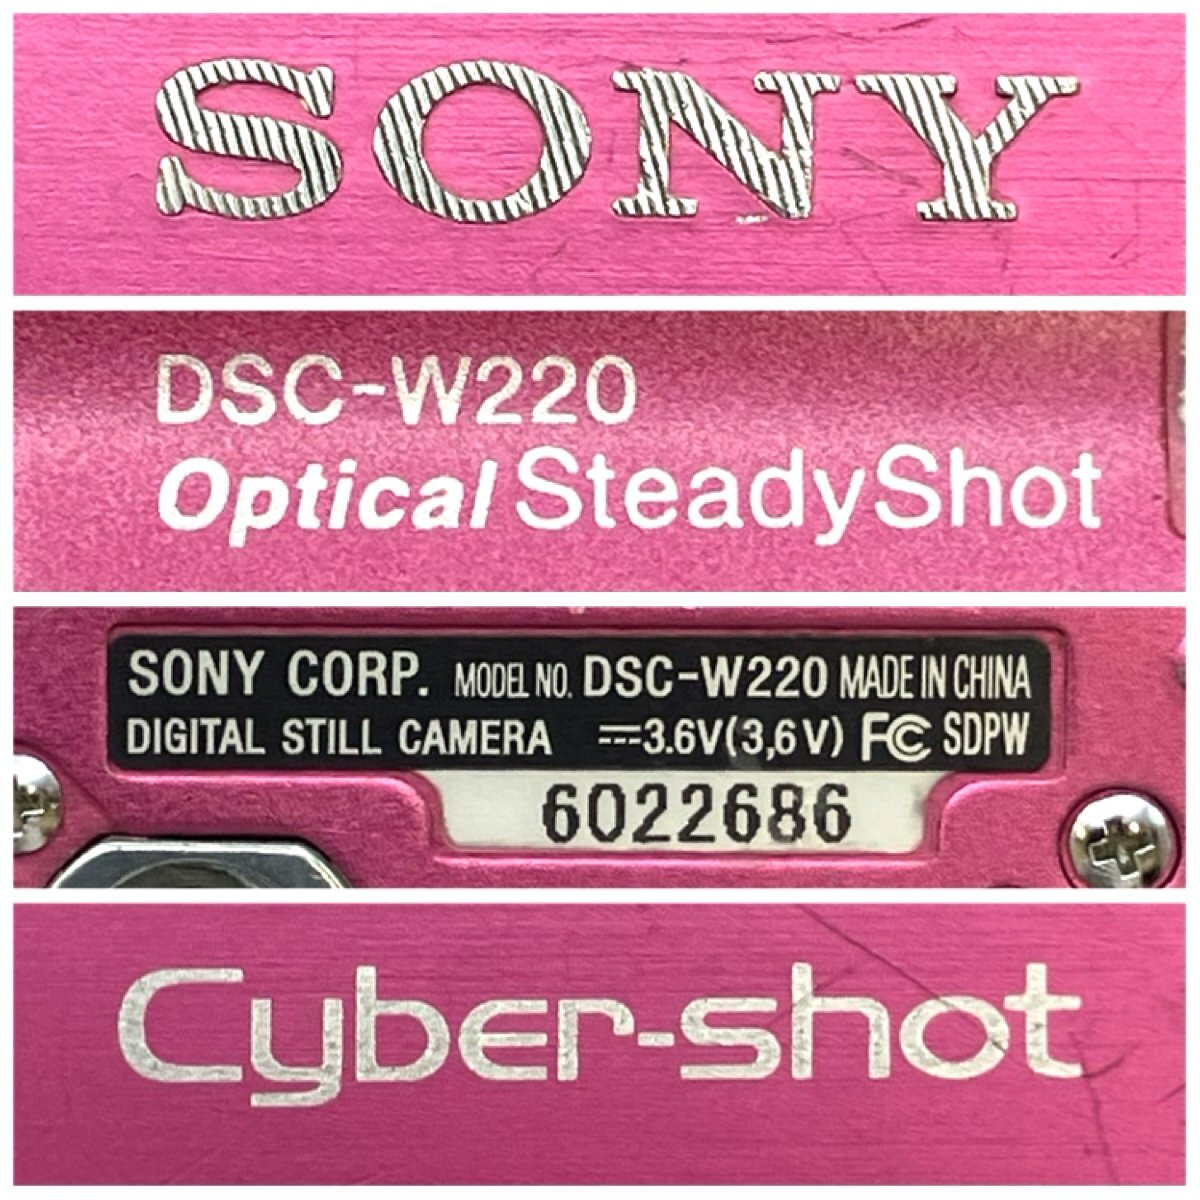 SONY
DSC-W220
Optical SteadyShot
SONY CORP. MODEL NO. DSC-W220 MADE IN CHINA
DIGITAL STILL CAMERA ⎓3.6V(3,6V) FC SDPW
6022686
Cyber-shot